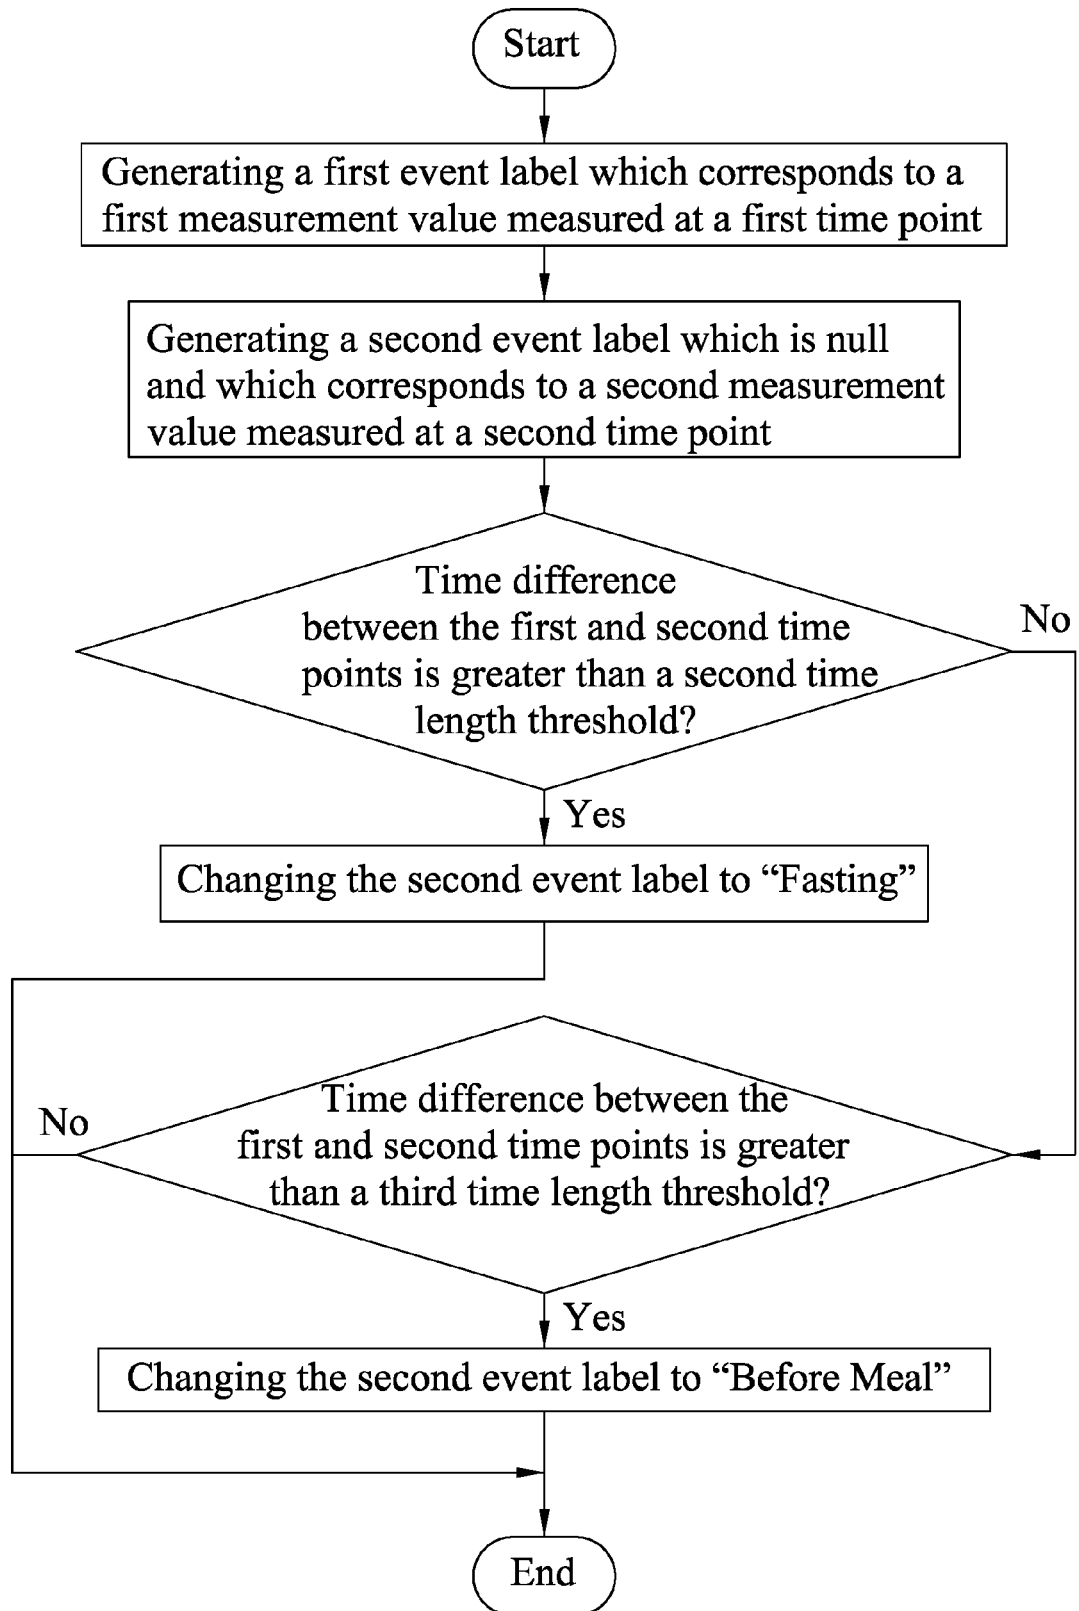 Start
Generating a first event label which corresponds to a
first measurement value measured at a first time point
Generating a second event label which is null
and which corresponds to a second measurement
value measured at a second time point
Time difference
between the first and second time
points is greater than a second time
length threshold?
No
Yes
Changing the second event label to “Fasting”
Time difference between the
first and second time points is greater
than a third time length threshold?
No
Yes
Changing the second event label to “Before Meal”
End